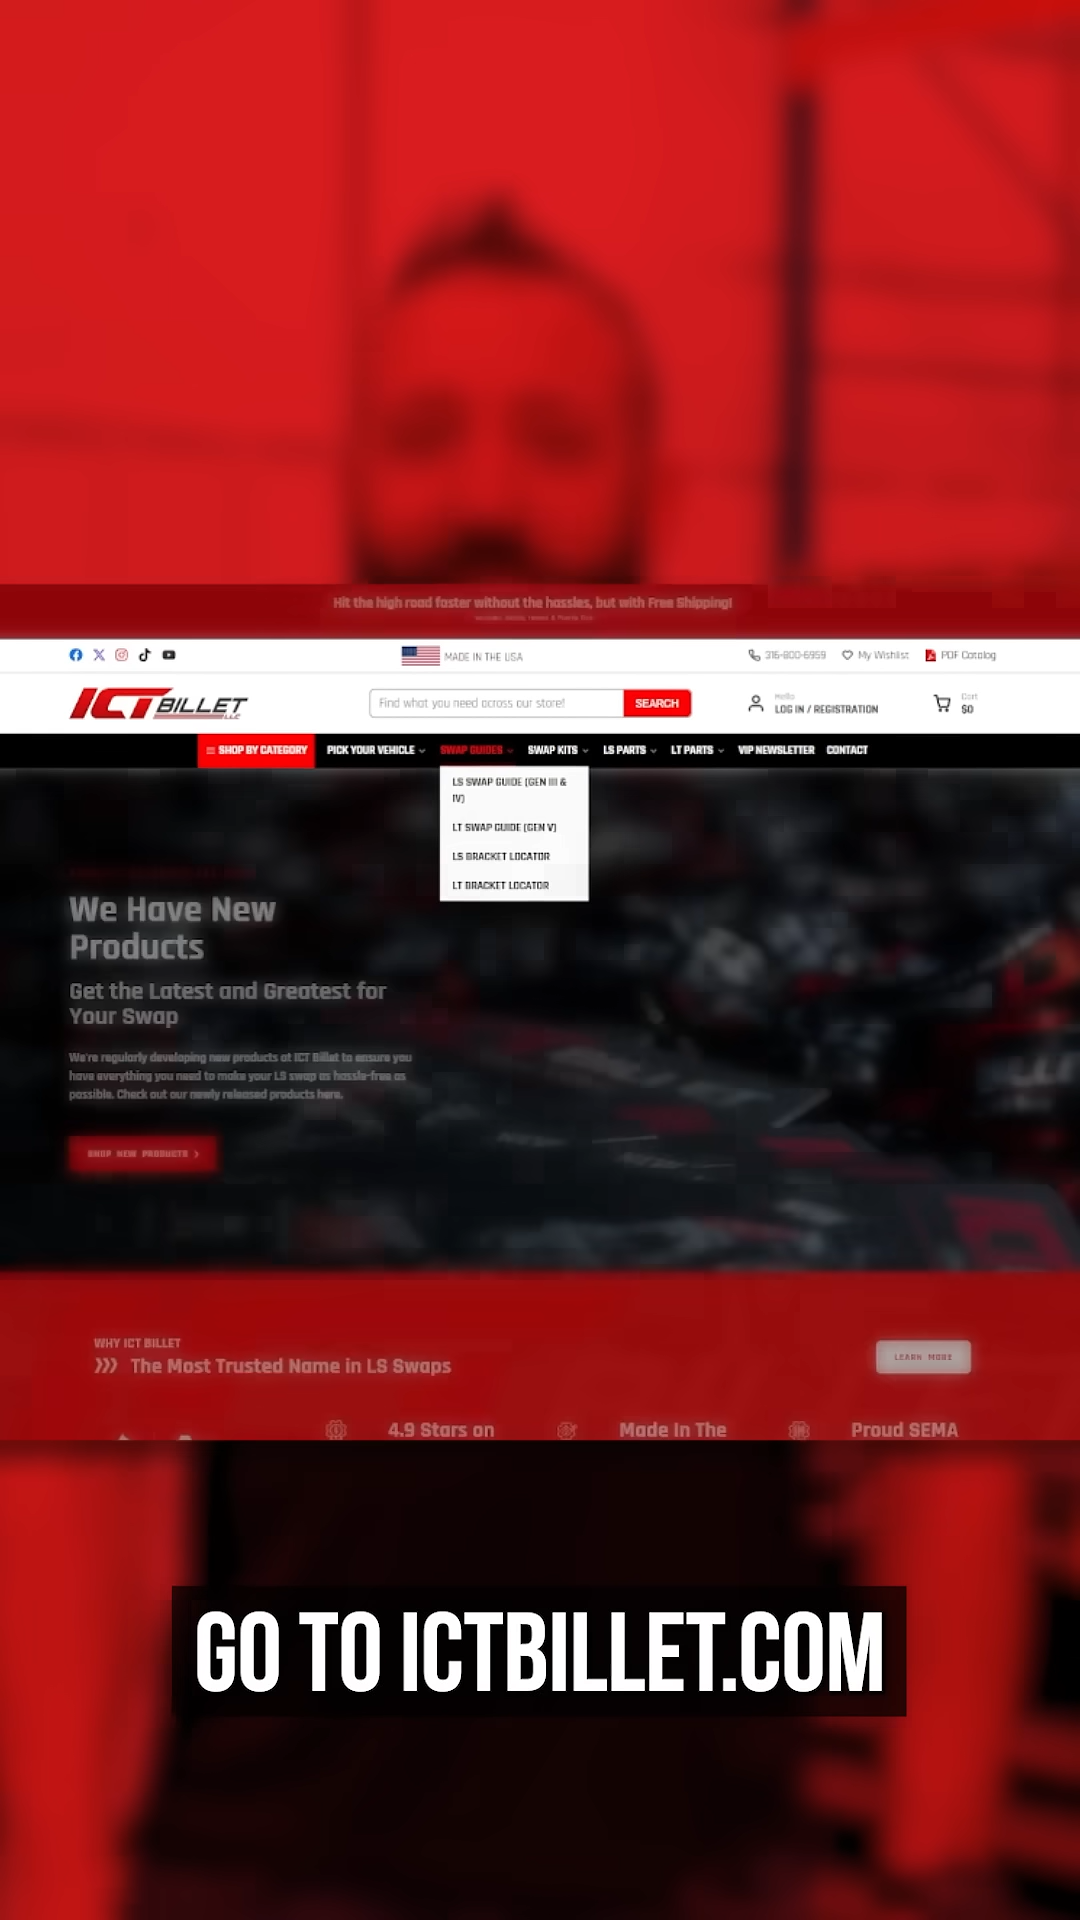 Hit the high road faster without the hassles, but with Free Shipping!
MADE IN THE USA
316-800-6959
My Wishlist
PDF Catalog
ICT BILLET LLC
Find what you need across our store!
SEARCH
Hello
LOG IN / REGISTRATION
Cart
$0
SHOP BY CATEGORY
PICK YOUR VEHICLE
SWAP GUIDES
SWAP KITS
LS PARTS
LT PARTS
VIP NEWSLETTER
CONTACT
LS SWAP GUIDE (GEN III &
IV)
LT SWAP GUIDE (GEN V)
LS BRACKET LOCATOR
LT BRACKET LOCATOR
We Have New
Products
Get the Latest and Greatest for
Your Swap
We're regularly developing new products at ICT Billet to ensure you
have everything you need to make your LS swap as hassle-free as
possible. Check out our newly released products here.
SHOP NEW PRODUCTS >
WHY ICT BILLET
The Most Trusted Name in LS Swaps
LEARN MORE
4.9 Stars on
Made In The
Proud SEMA
GO TO ICTBILLET.COM